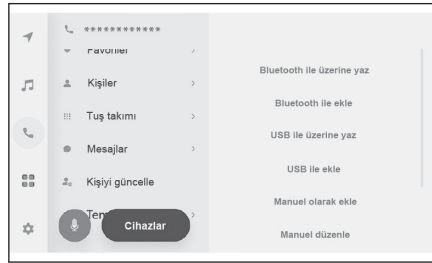 ************
Favoriler
Kişiler
Tuş takımı
Mesajlar
Kişiyi güncelle
Cihazlar
Bluetooth ile üzerine yaz
Bluetooth ile ekle
USB ile üzerine yaz
USB ile ekle
Manuel olarak ekle
Manuel düzenle